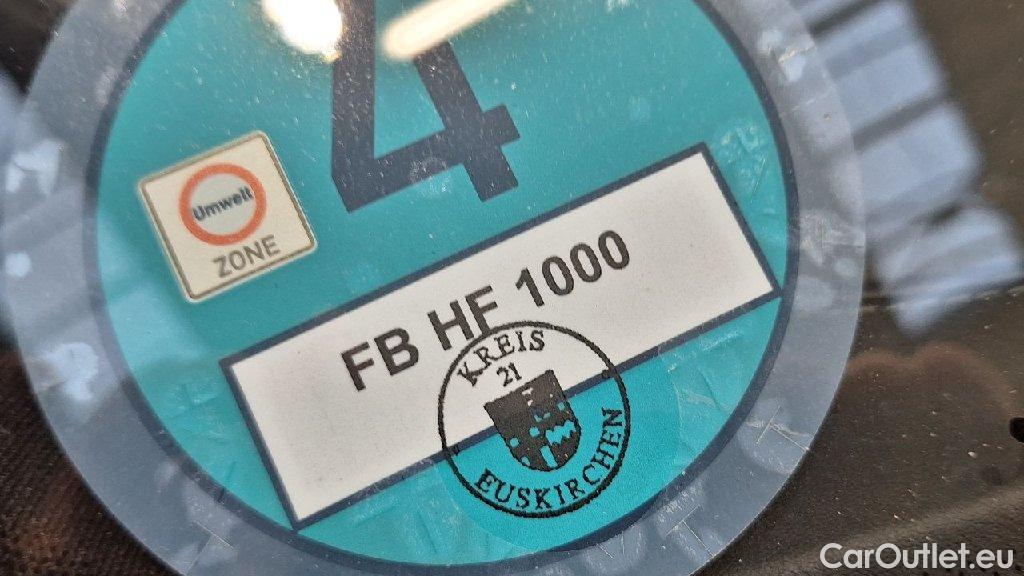 4
Umwelt
ZONE
FB HF 1000
KREIS
21
EUSKIRCHEN
CarOutlet.eu